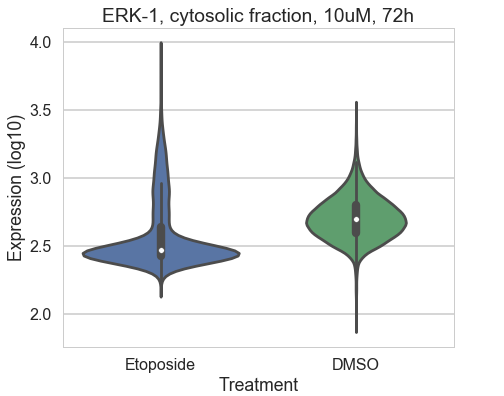 ERK-1, cytosolic fraction, 10uM, 72h
Expression (log10)
4.0
3.5
3.0
2.5
2.0
Etoposide DMSO
Treatment